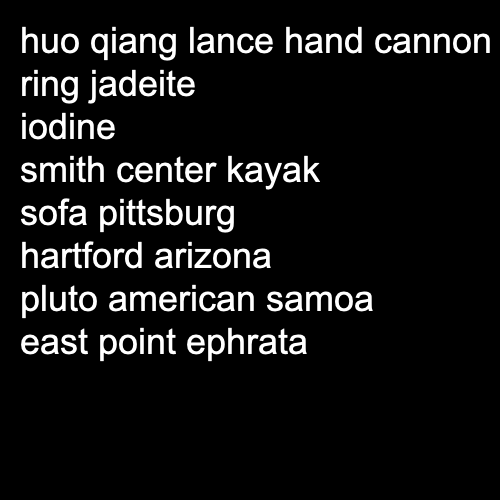 huo qiang lance hand cannon
ring jadeite
iodine
smith center kayak
sofa pittsburg
hartford arizona
pluto american samoa
east point ephrata